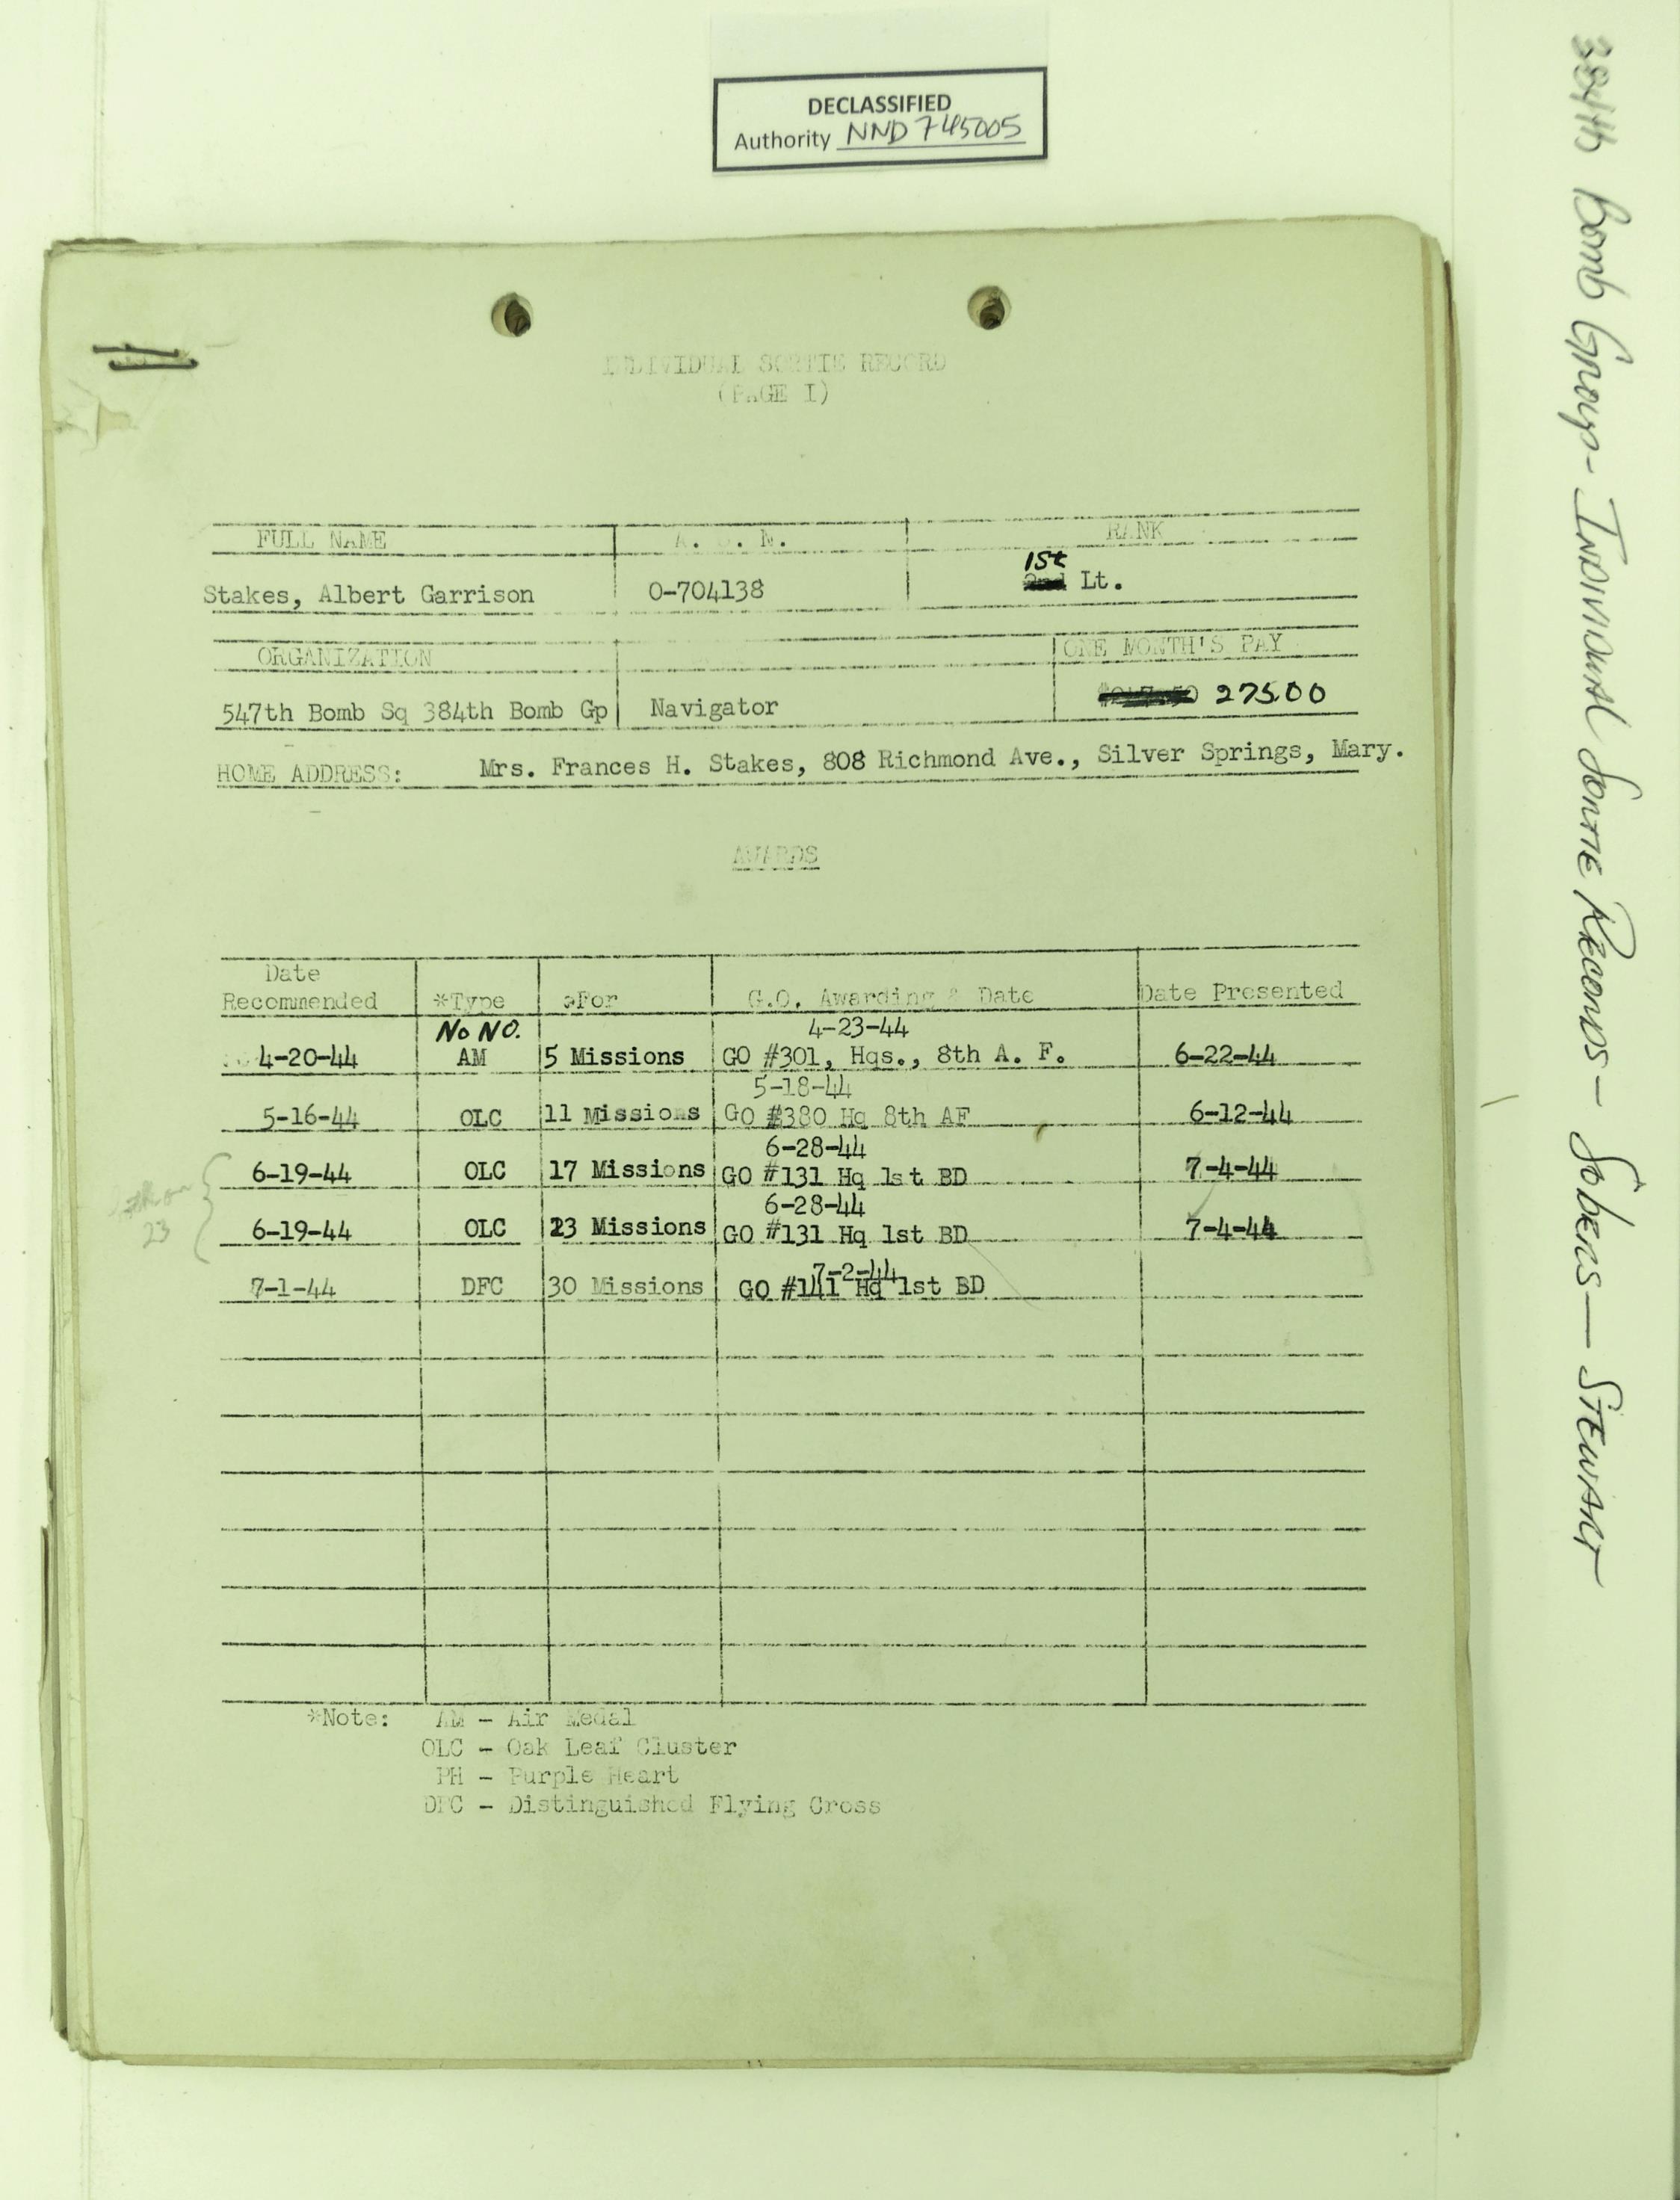 DECLASSIFIED
Authority NND 745005
384th Bomb Group - Individual Sortie Records - Sobers - Stewart
INDIVIDUAL SORTIE RECORD
(PAGE I)
FULL NAME A. S. N. RANK
1st
Stakes, Albert Garrison O-704138 2nd Lt.
ORGANIZATION ONE MONTH'S PAY
547th Bomb Sq 384th Bomb Gp Navigator 27500
HOME ADDRESS: Mrs. Frances H. Stakes, 808 Richmond Ave., Silver Springs, Mary.
AWARDS
Date
Recommended *Type *For G.O. Awarding & Date Date Presented
No NO. 4-23-44
4-20-44 AM 5 Missions GO #301, Hqs., 8th A. F. 6-22-44
5-18-44
5-16-44 OLC 11 Missions GO #380 Hq 8th AF 6-12-44
6-28-44
6-19-44 OLC 17 Missions GO #131 Hq 1st BD 7-4-44
6-28-44
23
6-19-44 OLC 23 Missions GO #131 Hq 1st BD 7-4-44
7-2-44
7-1-44 DFC 30 Missions GO #141 Hq 1st BD
*Note: AM - Air Medal
OLC - Oak Leaf Cluster
PH - Purple Heart
DFC - Distinguished Flying Cross